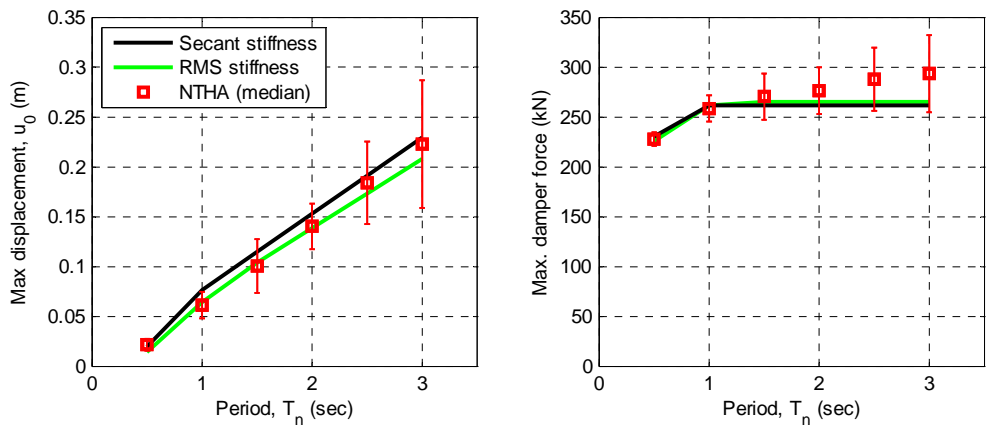 0.35
0.3
0.25
0.2
0.15
0.1
0.05
0
Max displacement, u₀ (m)
Secant stiffness
RMS stiffness
NTHA (median)
0 1 2 3
Period, Tₙ (sec)
350
300
250
200
150
100
50
0
Max. damper force (kN)
0 1 2 3
Period, Tₙ (sec)